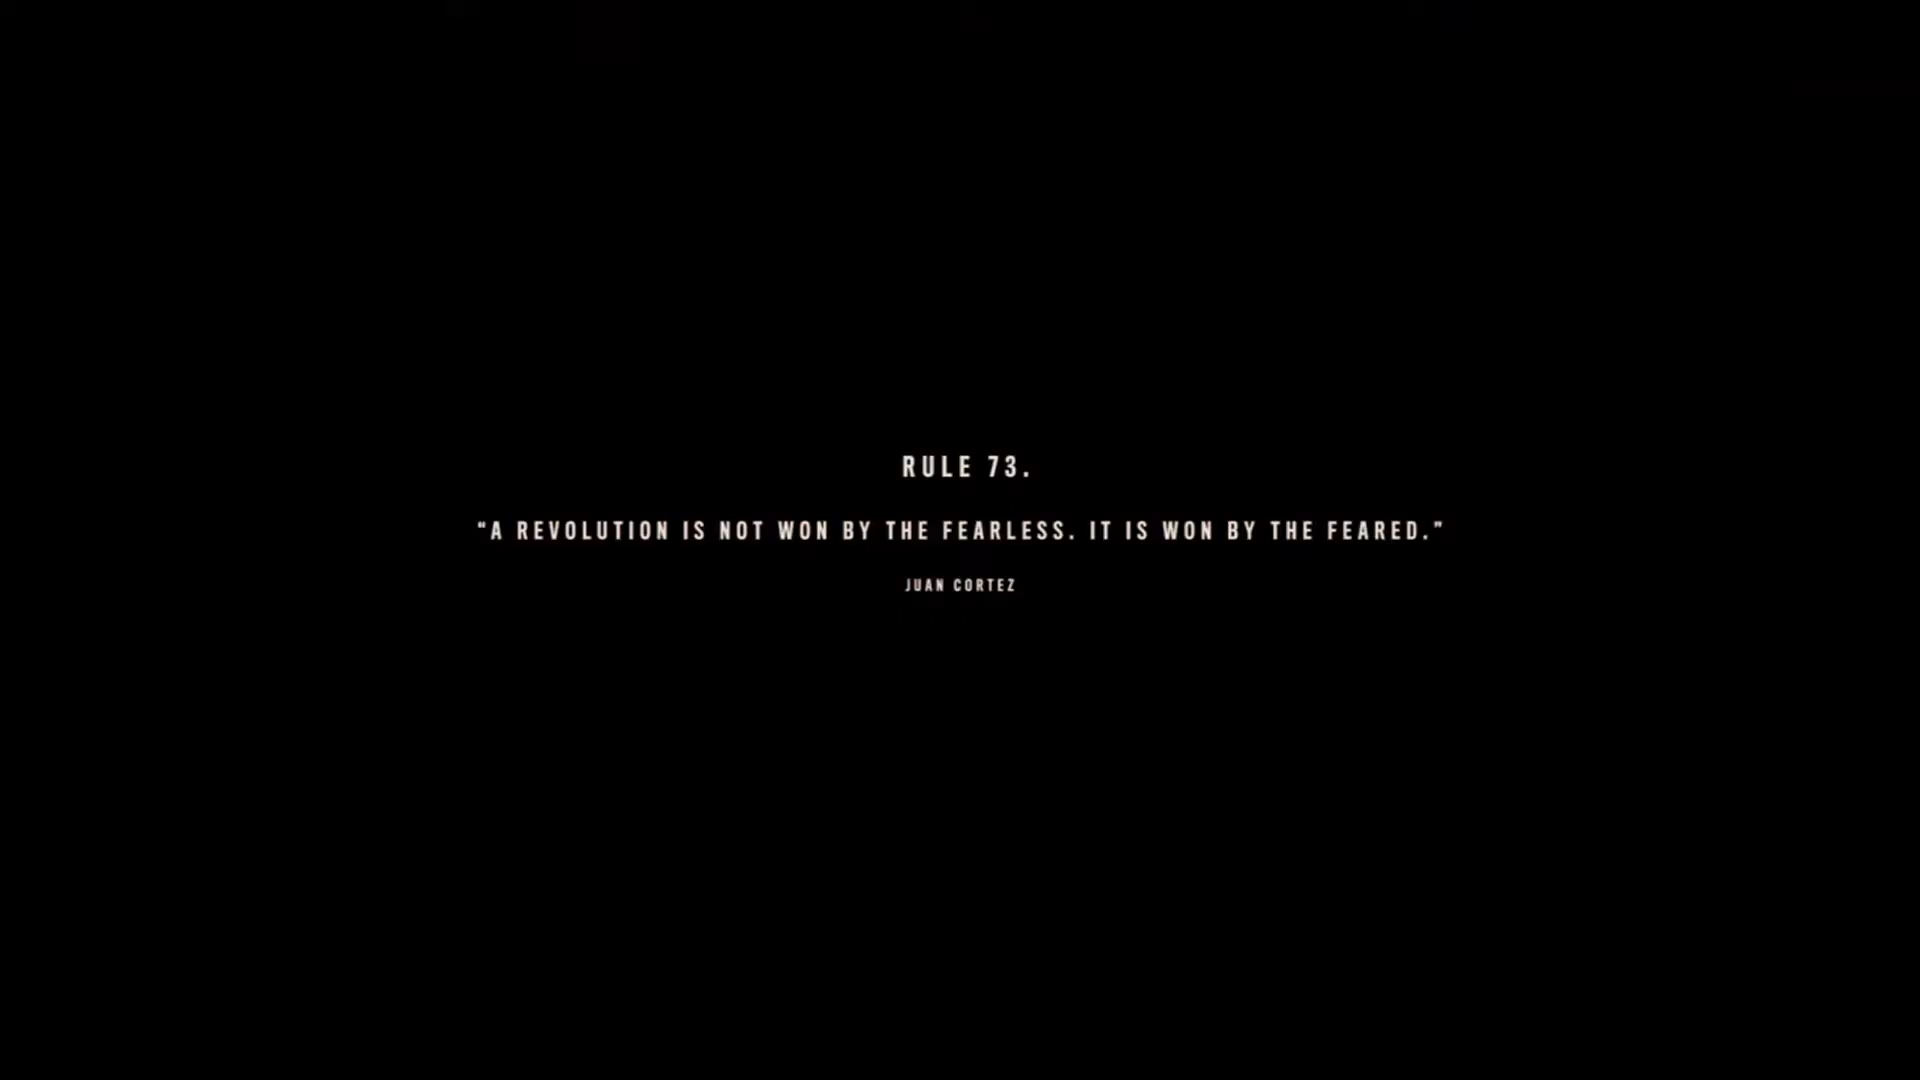 RULE 73.
“A REVOLUTION IS NOT WON BY THE FEARLESS. IT IS WON BY THE FEARED.”
JUAN CORTEZ